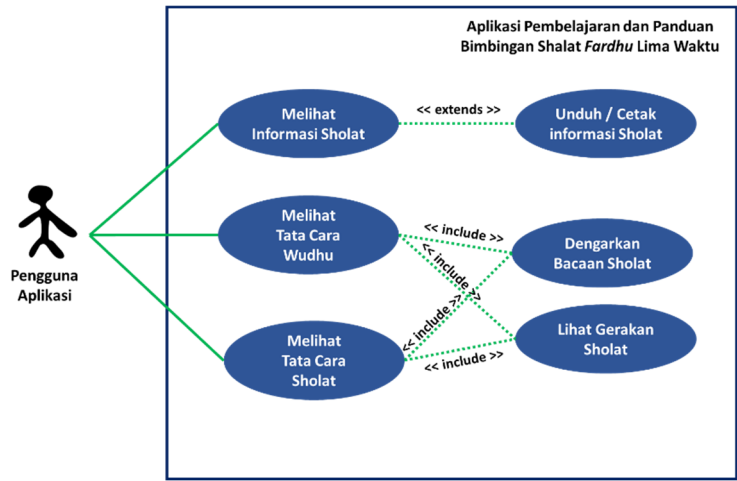 Aplikasi Pembelajaran dan Panduan
Bimbingan Shalat Fardhu Lima Waktu
Melihat
Informasi Sholat
<< extends >>
Unduh / Cetak
informasi Sholat
Pengguna
Aplikasi
Melihat
Tata Cara
Wudhu
<< include >>
<< include >>
Dengarkan
Bacaan Sholat
Melihat
Tata Cara
Sholat
<< include >>
<< include >>
Lihat Gerakan
Sholat